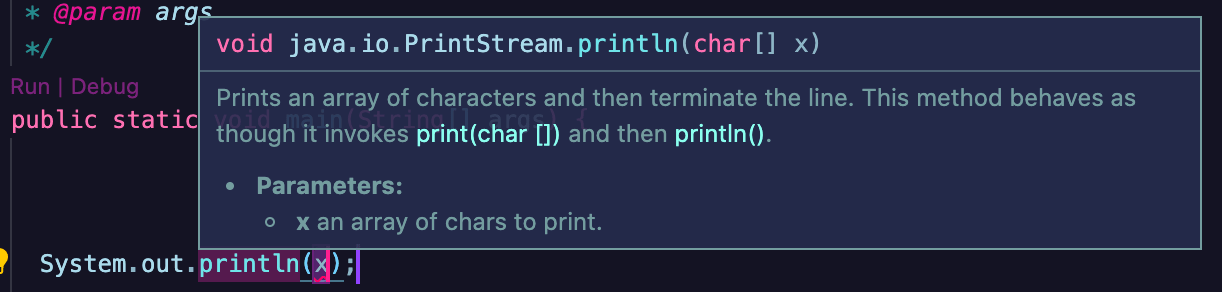 * @param args
void java.io.PrintStream.println(char[] x)
*/
Run | Debug
Prints an array of characters and then terminate the line. This method behaves as
public static void main(String[] args) {
though it invokes print(char []) and then println().
• Parameters:
○ x an array of chars to print.
System.out.println(x);